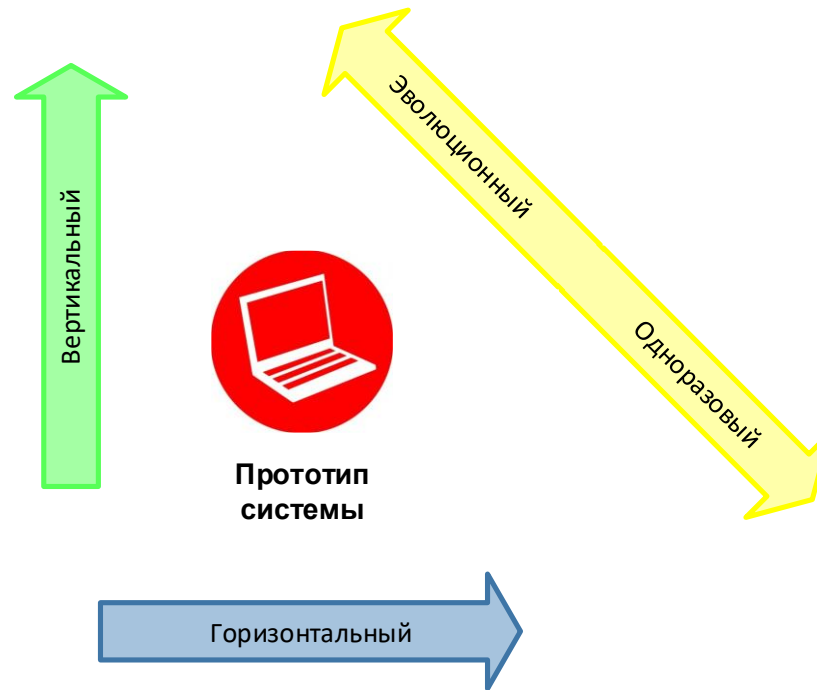 Эволюционный
Одноразовый
Вертикальный
Прототип
системы
Горизонтальный